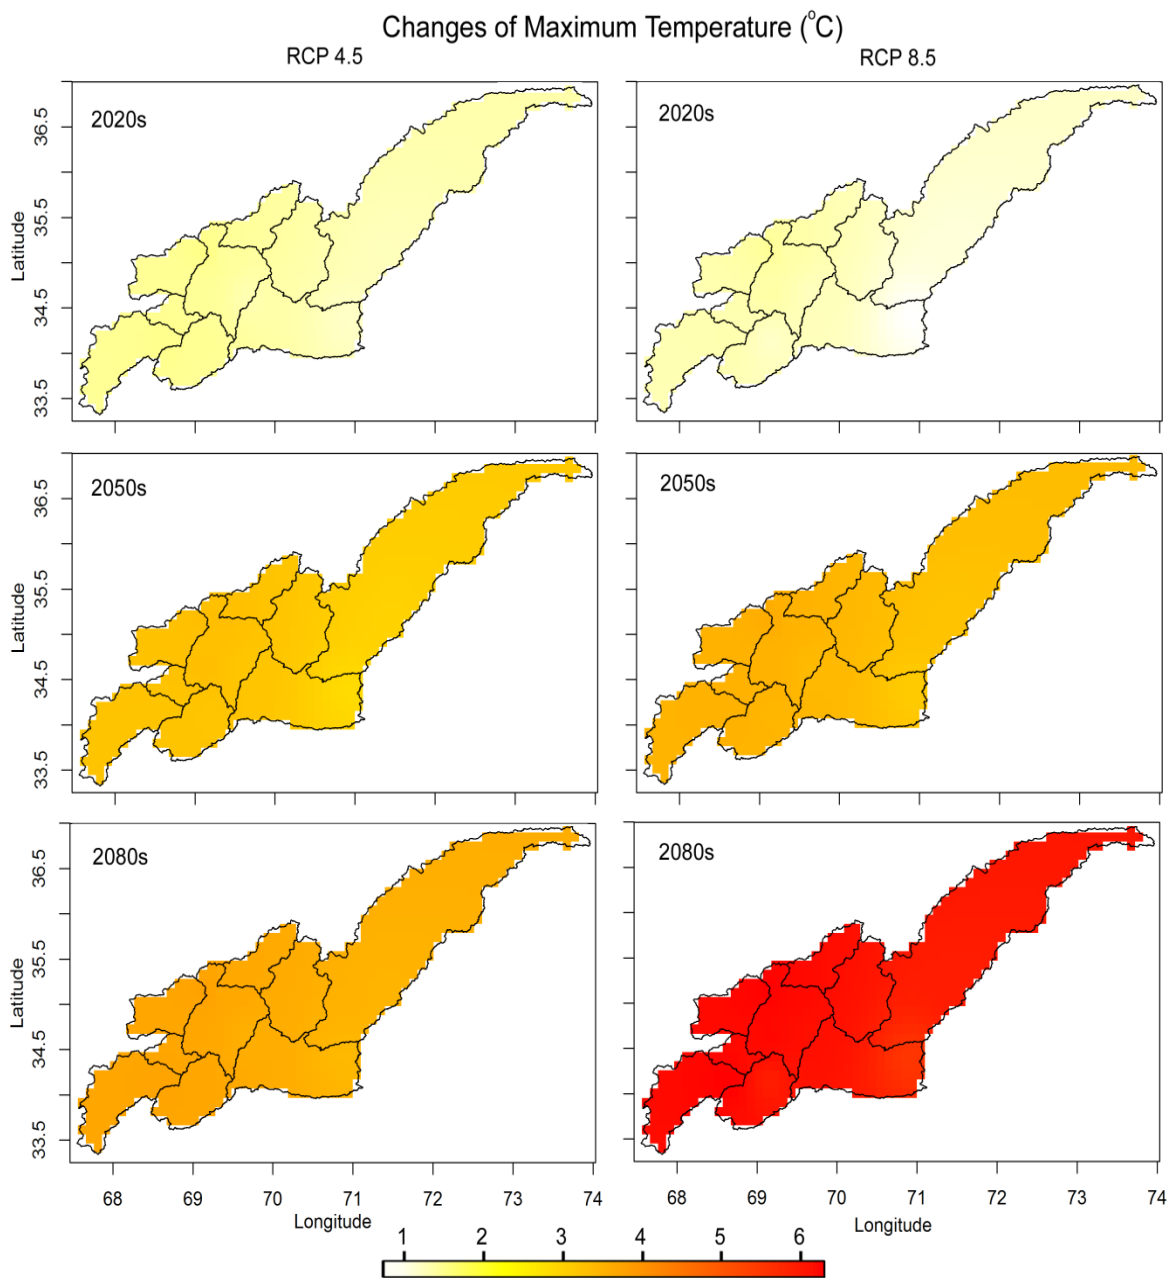 Changes of Maximum Temperature (°C)
RCP 4.5
RCP 8.5
2020s
2020s
36.5
35.5
34.5
33.5
Latitude
2050s
2050s
36.5
35.5
34.5
33.5
Latitude
2080s
2080s
36.5
35.5
34.5
33.5
Latitude
68 69 70 71 72 73 74
68 69 70 71 72 73 74
Longitude
Longitude
1 2 3 4 5 6